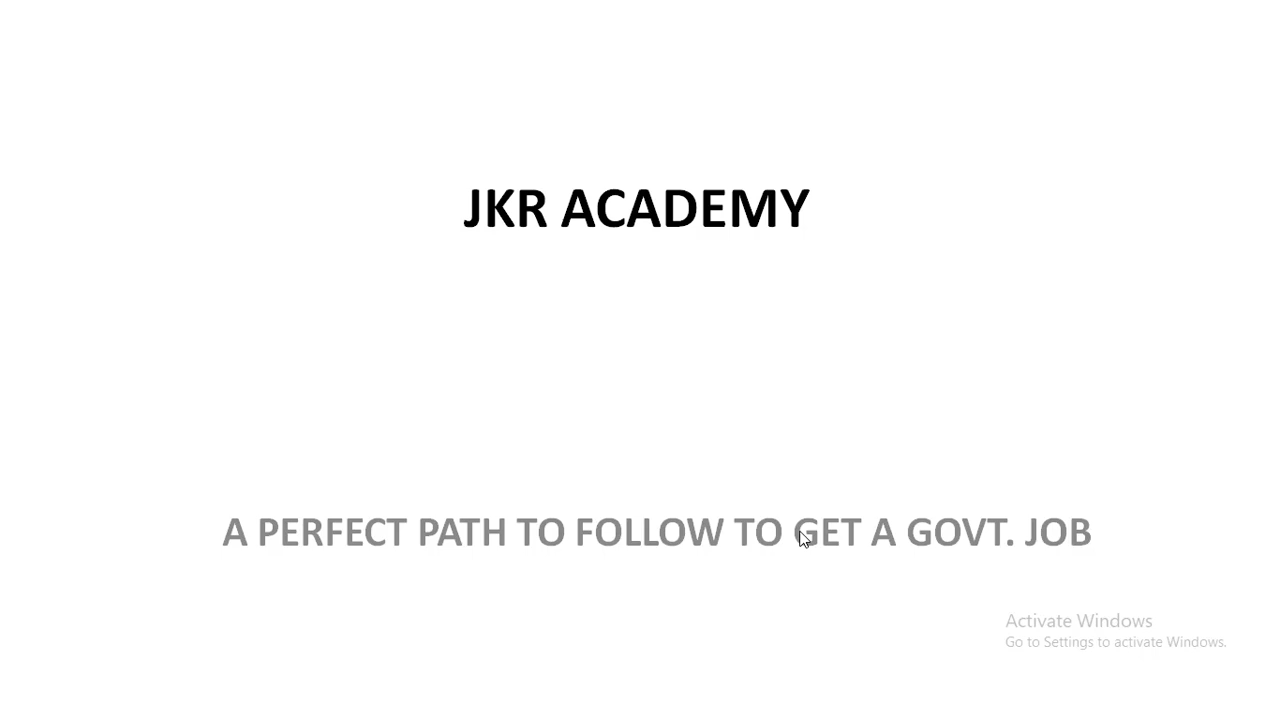 JKR ACADEMY
A PERFECT PATH TO FOLLOW TO GET A GOVT. JOB
Activate Windows
Go to Settings to activate Windows.